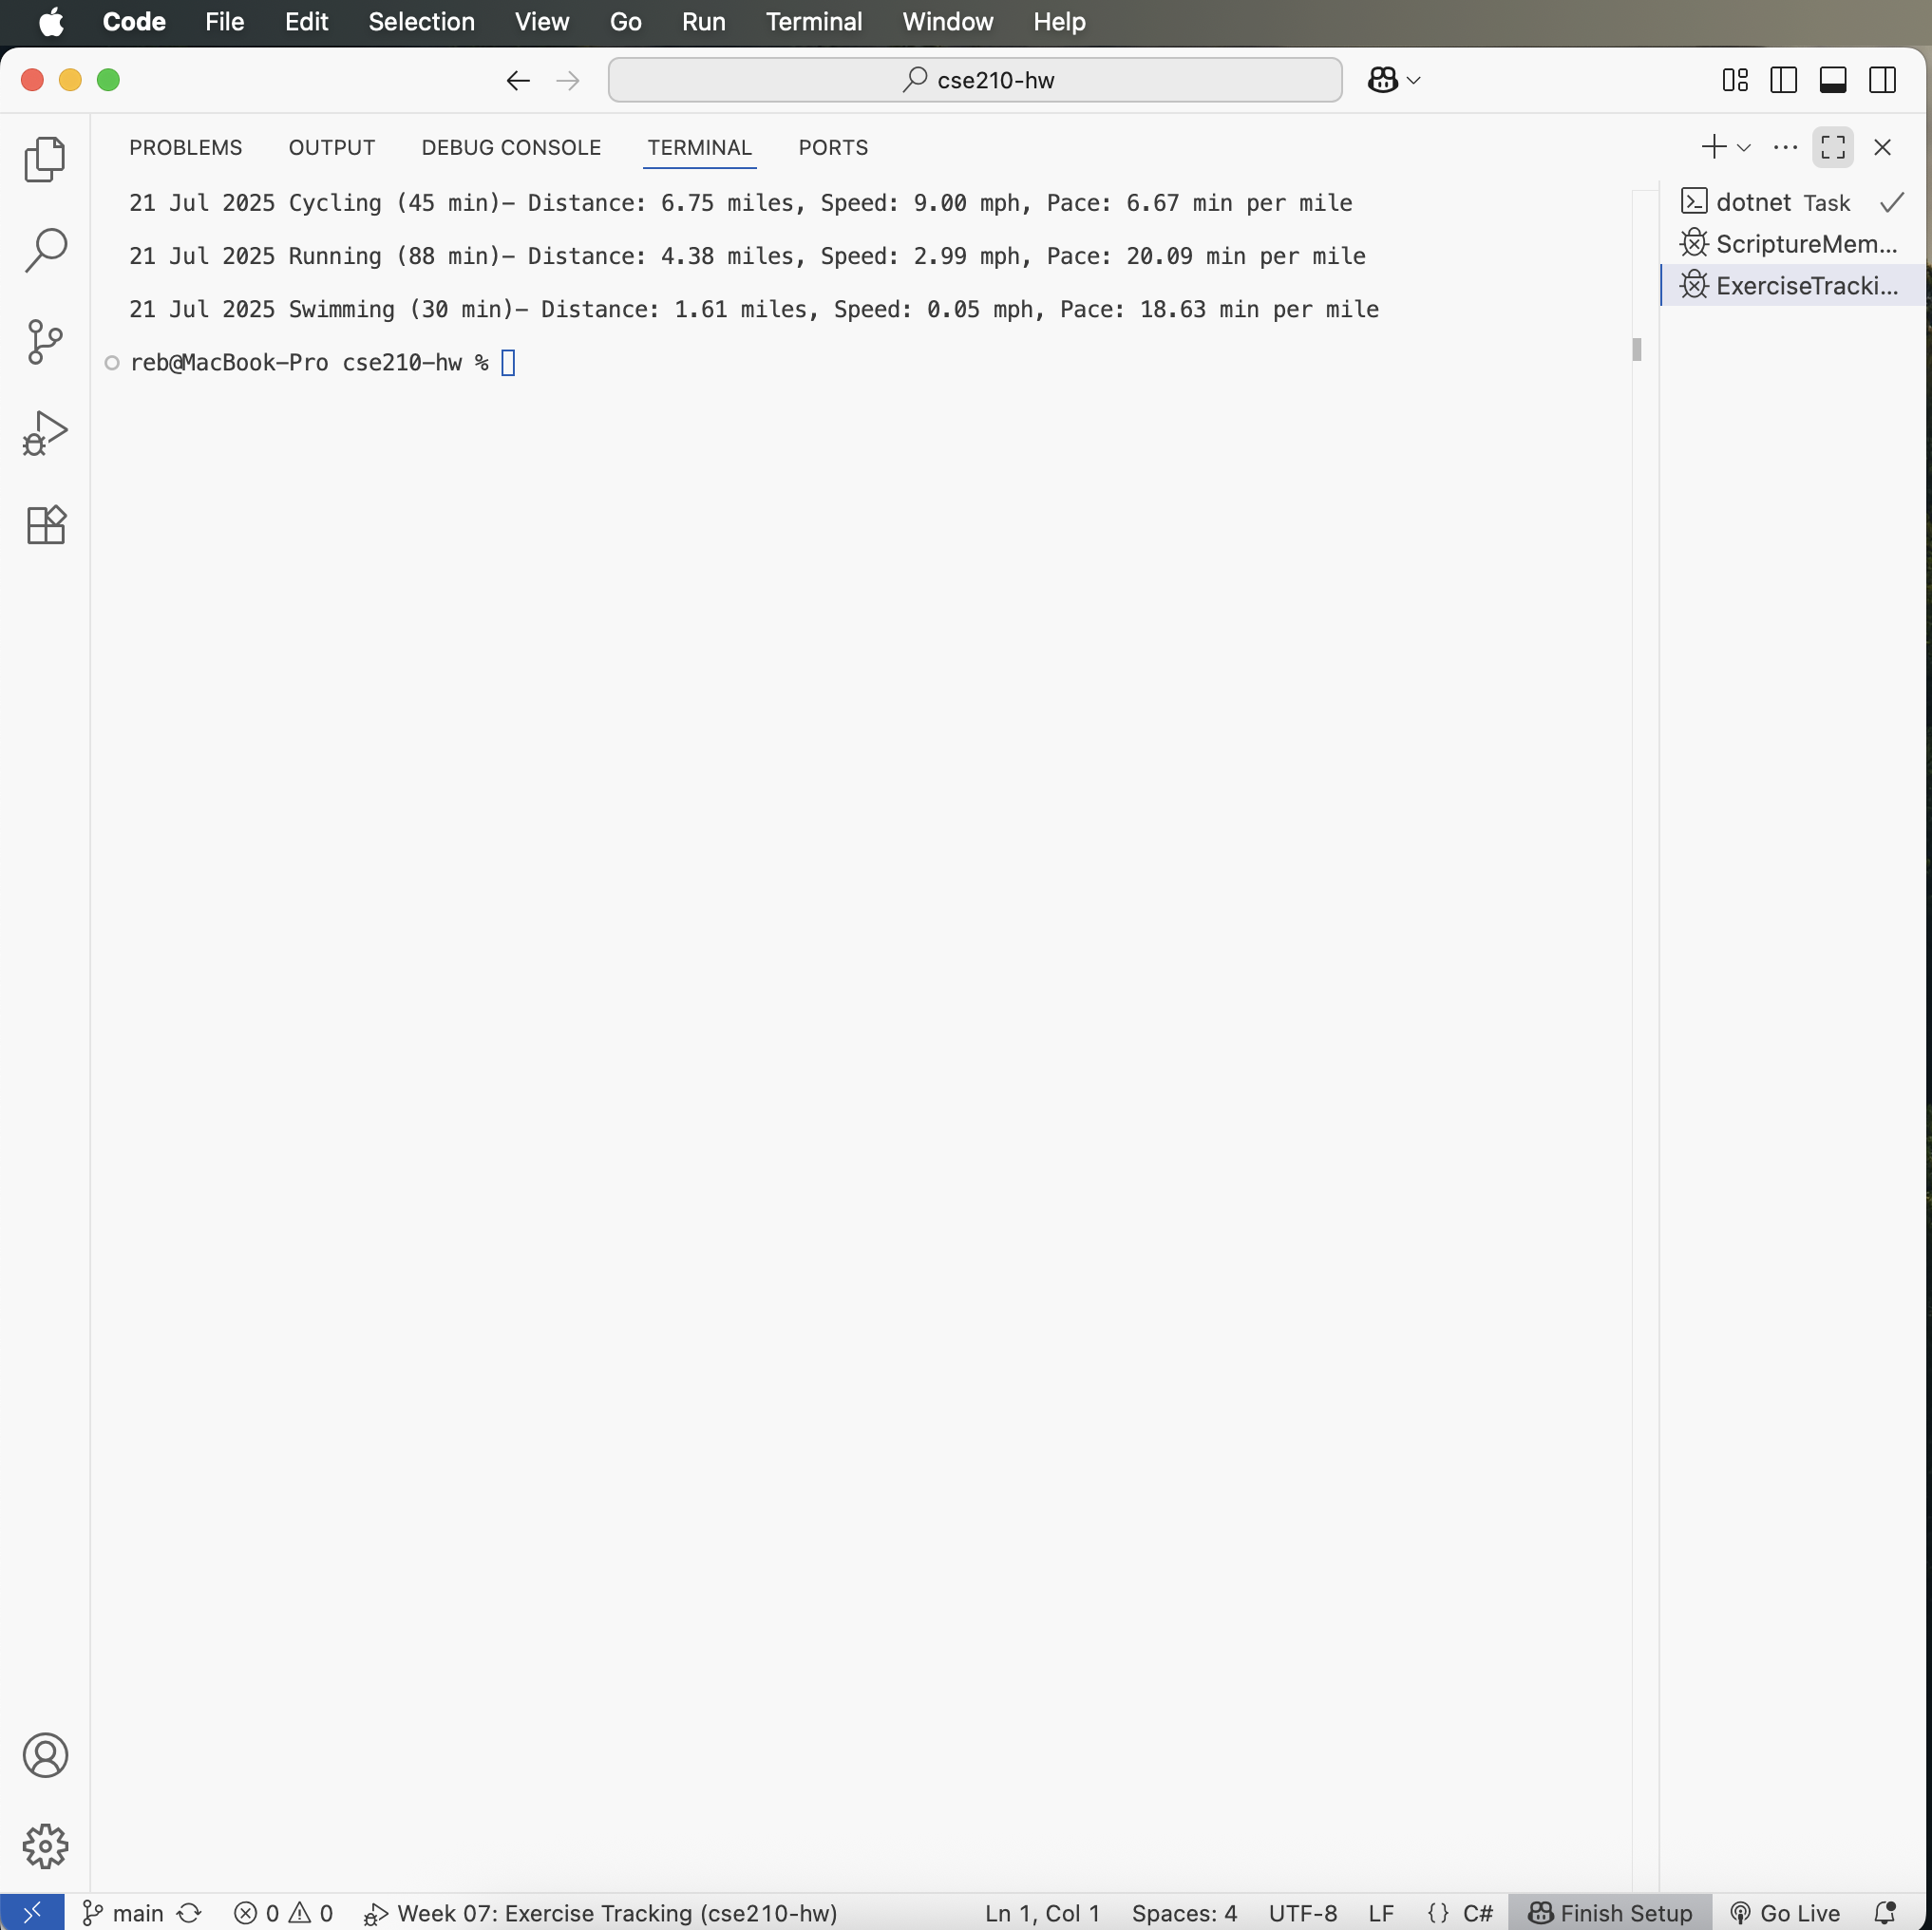 Code File Edit Selection View Go Run Terminal Window Help
cse210-hw
PROBLEMS OUTPUT DEBUG CONSOLE TERMINAL PORTS
21 Jul 2025 Cycling (45 min)- Distance: 6.75 miles, Speed: 9.00 mph, Pace: 6.67 min per mile
21 Jul 2025 Running (88 min)- Distance: 4.38 miles, Speed: 2.99 mph, Pace: 20.09 min per mile
21 Jul 2025 Swimming (30 min)- Distance: 1.61 miles, Speed: 0.05 mph, Pace: 18.63 min per mile
reb@MacBook-Pro cse210-hw %
dotnet Task
ScriptureMem...
ExerciseTracki...
main 0 0 Week 07: Exercise Tracking (cse210-hw) Ln 1, Col 1 Spaces: 4 UTF-8 LF {} C# Finish Setup Go Live